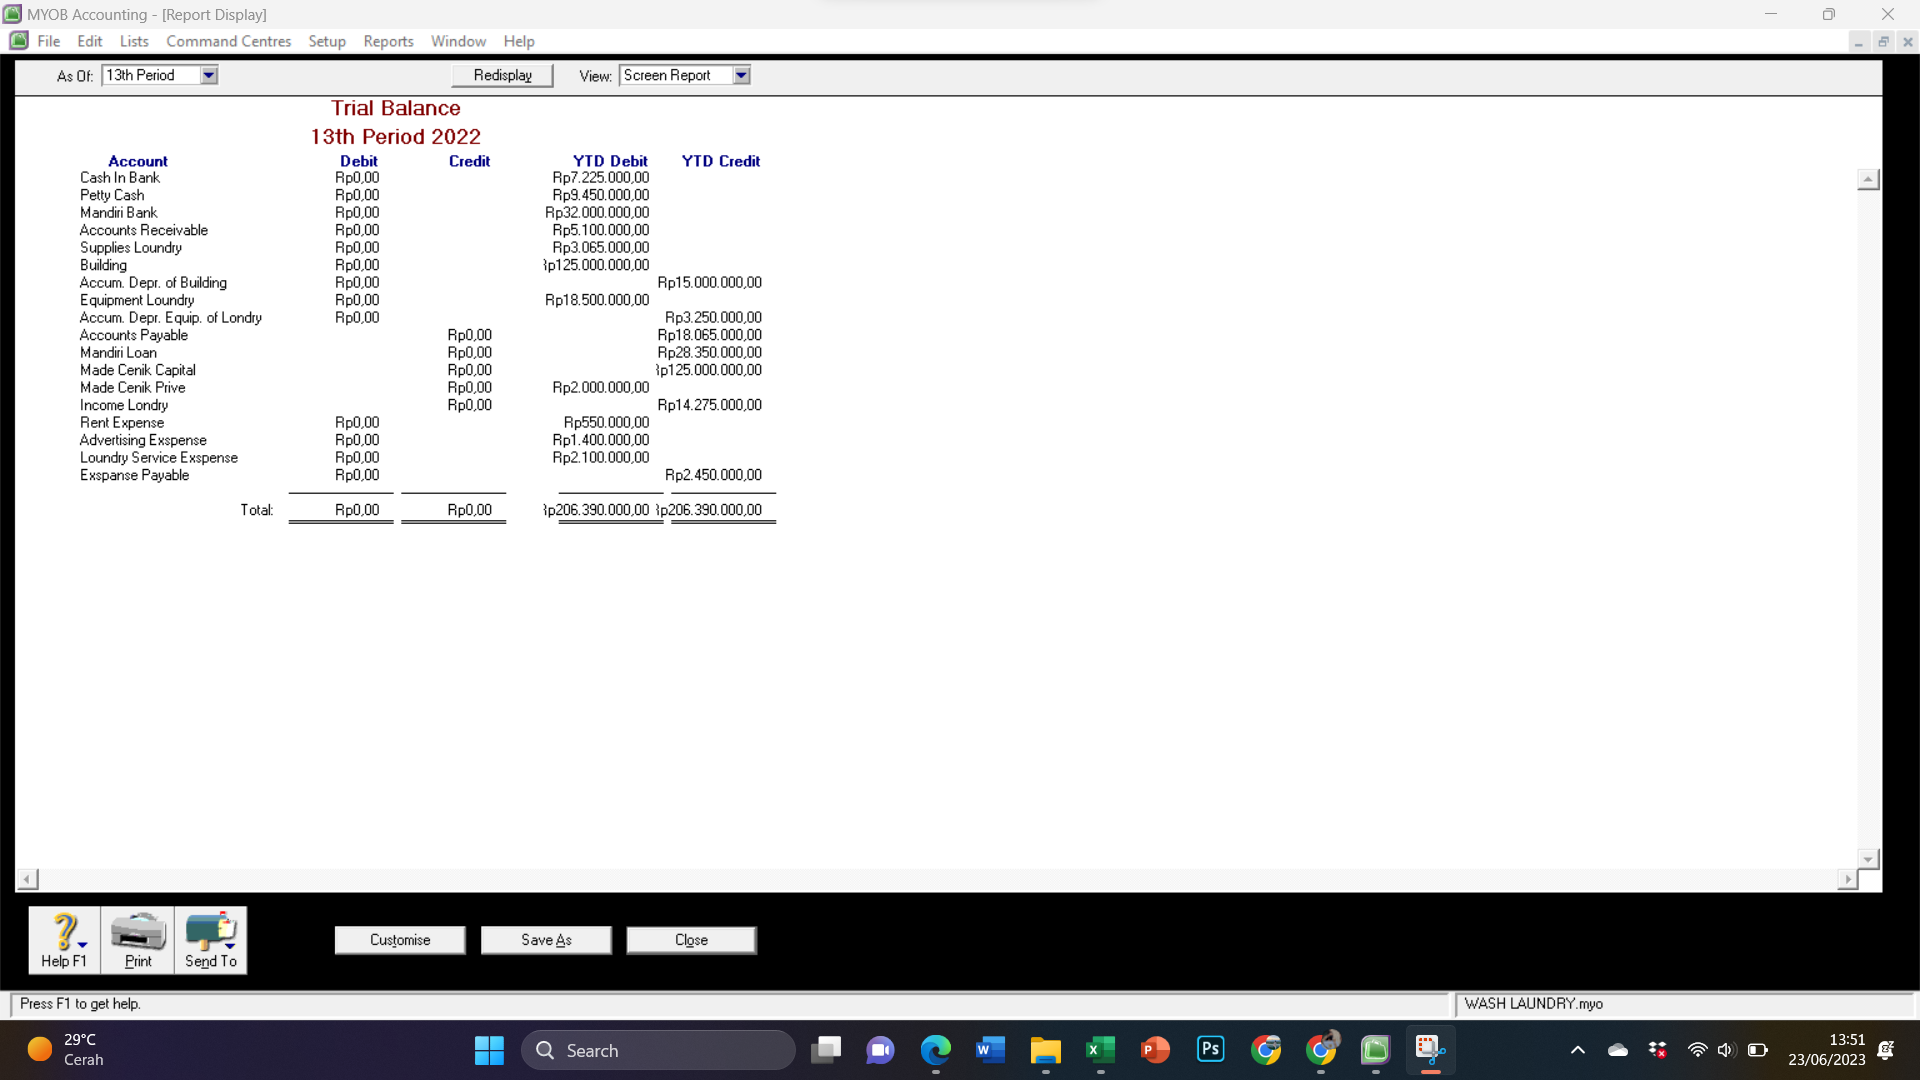 MYOB Accounting - [Report Display]
File Edit Lists Command Centres Setup Reports Window Help
As Of: 13th Period Redisplay View: Screen Report
Trial Balance
13th Period 2022
Account Debit Credit YTD Debit YTD Credit
Cash In Bank Rp0,00 Rp7.225.000,00
Petty Cash Rp0,00 Rp9.450.000,00
Mandiri Bank Rp0,00 Rp32.000.000,00
Accounts Receivable Rp0,00 Rp5.100.000,00
Supplies Loundry Rp0,00 Rp3.065.000,00
Building Rp0,00 Rp125.000.000,00
Accum. Depr. of Building Rp0,00 Rp15.000.000,00
Equipment Loundry Rp0,00 Rp18.500.000,00
Accum. Depr. Equip. of Londry Rp0,00 Rp3.250.000,00
Accounts Payable Rp0,00 Rp18.065.000,00
Mandiri Loan Rp0,00 Rp28.350.000,00
Made Cenik Capital Rp0,00 Rp125.000.000,00
Made Cenik Prive Rp0,00 Rp2.000.000,00
Income Londry Rp0,00 Rp14.275.000,00
Rent Expense Rp0,00 Rp550.000,00
Advertising Exspense Rp0,00 Rp1.400.000,00
Loundry Service Exspense Rp0,00 Rp2.100.000,00
Exspanse Payable Rp0,00 Rp2.450.000,00
Total: Rp0,00 Rp0,00 Rp206.390.000,00 Rp206.390.000,00
Help F1 Print Send To Customise Save As Close
Press F1 to get help. WASH LAUNDRY.myo
29°C
Cerah
Search
Ps
13:51
23/06/2023